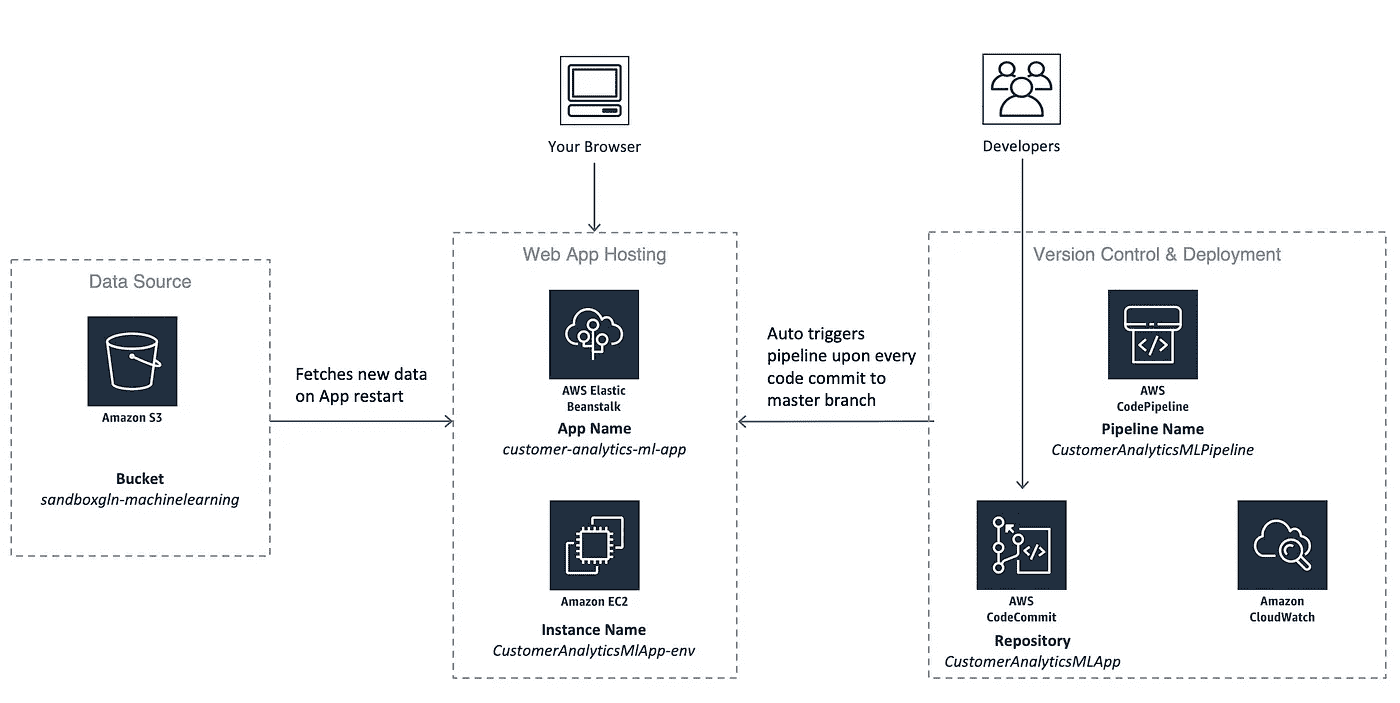 Your Browser
Developers
Data Source
Amazon S3
Bucket
sandboxgln-machinelearning
Fetches new data
on App restart
Web App Hosting
AWS Elastic
Beanstalk
App Name
customer-analytics-ml-app
Amazon EC2
Instance Name
CustomerAnalyticsMlApp-env
Auto triggers
pipeline upon every
code commit to
master branch
Version Control & Deployment
AWS
CodePipeline
Pipeline Name
CustomerAnalyticsMLPipeline
AWS
CodeCommit
Repository
CustomerAnalyticsMLApp
Amazon
CloudWatch